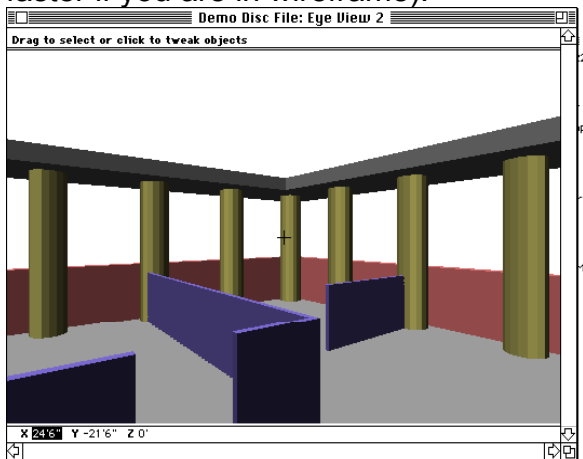 faster if you are in wireframe).
Demo Disc File: Eye View 2
Drag to select or click to tweak objects
X 24'6" Y -21'6" Z 0'